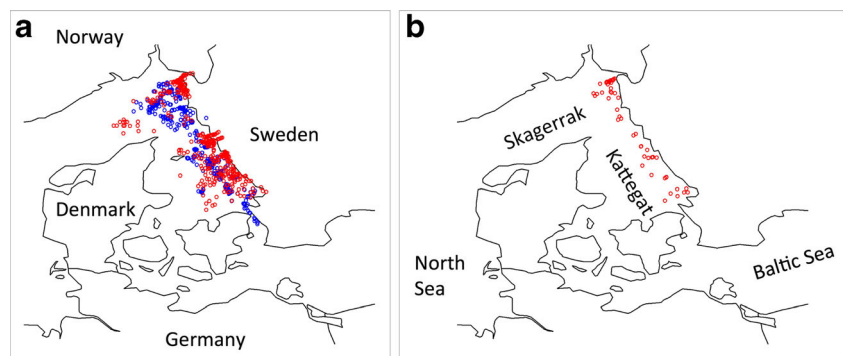 a
Norway
Sweden
Denmark
Germany
b
Skagerrak
Kattegat
North
Sea
Baltic Sea